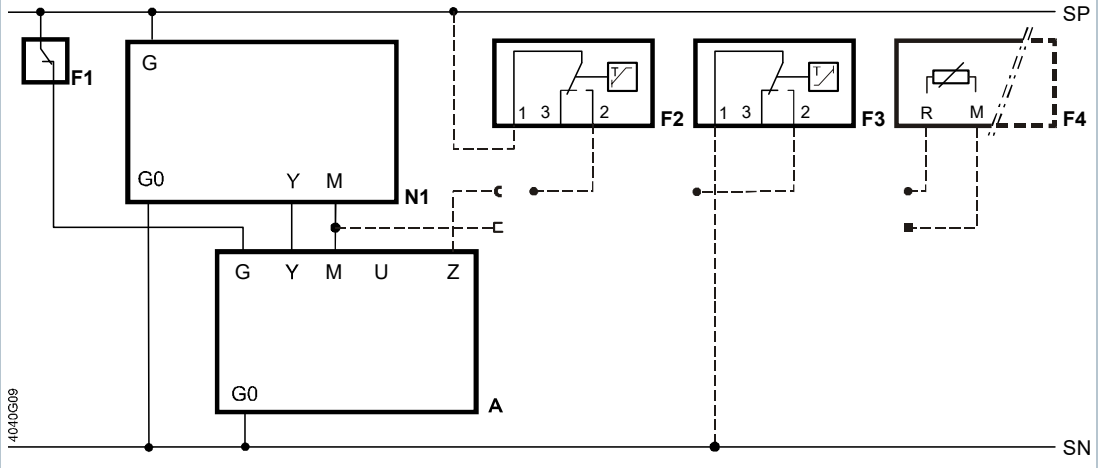 SP
F1
G
G0 Y M
N1
T
1 3 2
F2
T
1 3 2
F3
R M
F4
G Y M U Z
G0
A
4040G09
SN